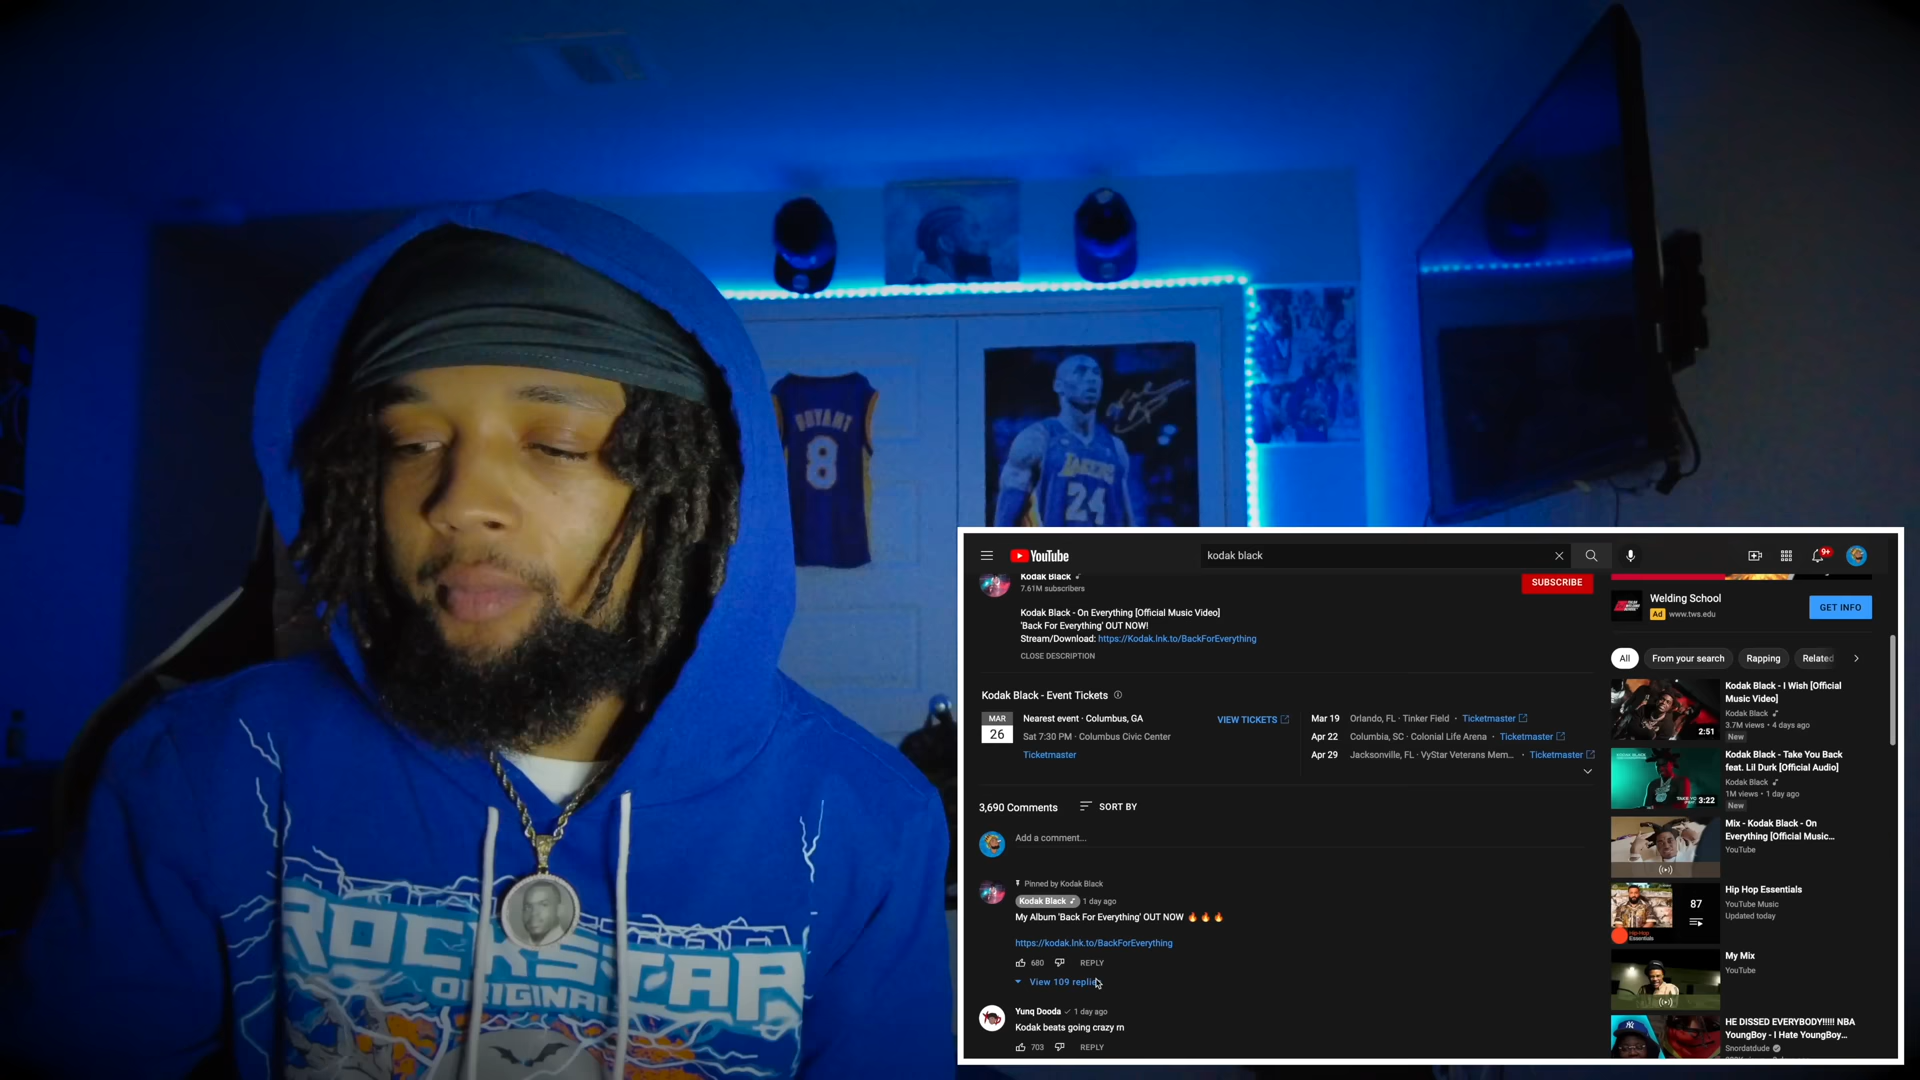 BRYANT
8
LAKERS
24
ROCKSTAR
ORIGINAL
YouTube
kodak black
9+
Kodak Black
7.61M subscribers
SUBSCRIBE
Kodak Black - On Everything [Official Music Video]
'Back For Everything' OUT NOW!
Stream/Download: https://Kodak.lnk.to/BackForEverything
CLOSE DESCRIPTION
Kodak Black - Event Tickets
MAR
26
Nearest event · Columbus, GA
Sat 7:30 PM · Columbus Civic Center
Ticketmaster
VIEW TICKETS
Mar 19 Orlando, FL · Tinker Field · Ticketmaster
Apr 22 Columbia, SC · Colonial Life Arena · Ticketmaster
Apr 29 Jacksonville, FL · VyStar Veterans Mem... · Ticketmaster
3,690 Comments
SORT BY
Add a comment...
Pinned by Kodak Black
Kodak Black 1 day ago
My Album 'Back For Everything' OUT NOW 🔥🔥🔥
https://kodak.lnk.to/BackForEverything
680 REPLY
View 109 replies
Yunq Dooda 1 day ago
Kodak beats going crazy rn
703 REPLY
Welding School
Ad www.tws.edu
GET INFO
All From your search Rapping Related
Kodak Black - I Wish [Official
Music Video]
Kodak Black
3.7M views • 4 days ago
New
2:51
Kodak Black - Take You Back
feat. Lil Durk [Official Audio]
Kodak Black
1M views • 1 day ago
New
3:22
Mix - Kodak Black - On
Everything [Official Music...
YouTube
Hip Hop Essentials
YouTube Music
Updated today
87
Hip Hop
Essentials
My Mix
YouTube
HE DISSED EVERYBODY!!!!! NBA
YoungBoy - I Hate YoungBoy...
Snordatdude